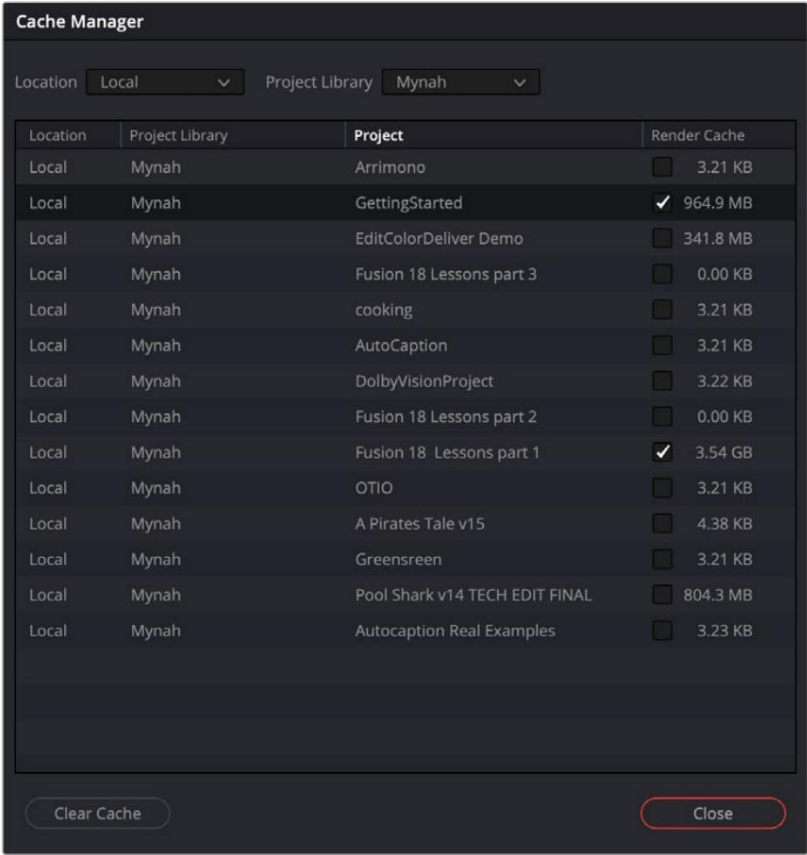 Cache Manager
Location Local Project Library Mynah
Location Project Library Project Render Cache
Local Mynah Arrimono 3.21 KB
Local Mynah GettingStarted 964.9 MB
Local Mynah EditColorDeliver Demo 341.8 MB
Local Mynah Fusion 18 Lessons part 3 0.00 KB
Local Mynah cooking 3.21 KB
Local Mynah AutoCaption 3.21 KB
Local Mynah DolbyVisionProject 3.22 KB
Local Mynah Fusion 18 Lessons part 2 0.00 KB
Local Mynah Fusion 18 Lessons part 1 3.54 GB
Local Mynah OTIO 3.21 KB
Local Mynah A Pirates Tale v15 4.38 KB
Local Mynah Greensreen 3.21 KB
Local Mynah Pool Shark v14 TECH EDIT FINAL 804.3 MB
Local Mynah Autocaption Real Examples 3.23 KB
Clear Cache Close